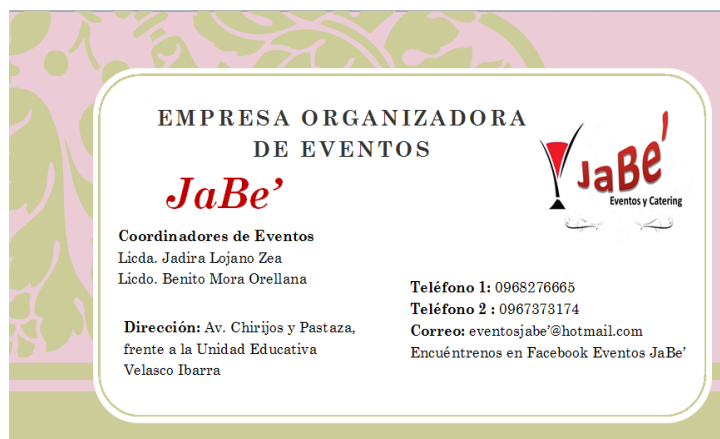 EMPRESA ORGANIZADORA
DE EVENTOS
JaBe’
JaBe’
Eventos y Catering
Coordinadores de Eventos
Licda. Jadira Lojano Zea
Licdo. Benito Mora Orellana
Dirección: Av. Chirijos y Pastaza,
frente a la Unidad Educativa
Velasco Ibarra
Teléfono 1: 0968276665
Teléfono 2 : 0967373174
Correo: eventosjabe’@hotmail.com
Encuéntrenos en Facebook Eventos JaBe’